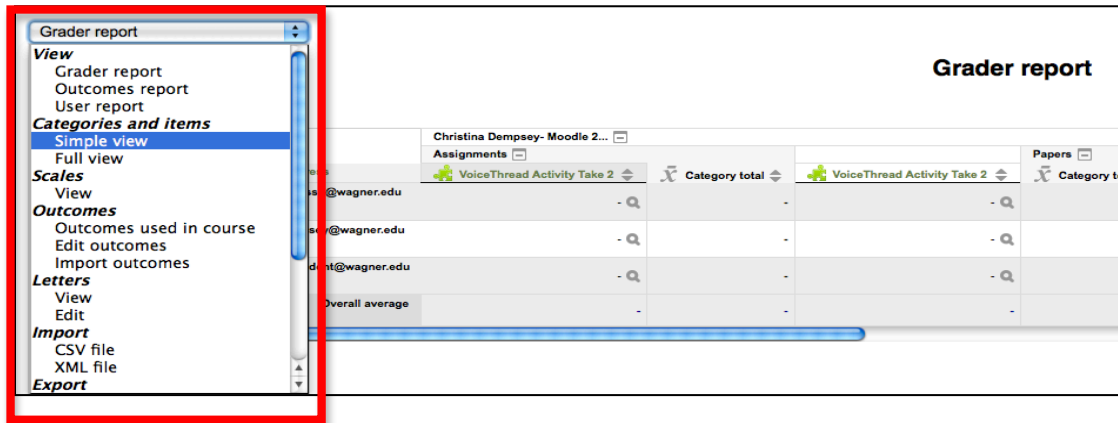 Grader report
View
Grader report
Outcomes report
User report
Categories and items
Simple view
Full view
Scales
View
Outcomes
Outcomes used in course
Edit outcomes
Import outcomes
Letters
View
Edit
Import
CSV file
XML file
Export
Grader report
Christina Dempsey- Moodle 2...
Assignments
Papers
VoiceThread Activity Take 2
Category total
VoiceThread Activity Take 2
Category t
@wagner.edu
- - - 
@wagner.edu
- - -
dent@wagner.edu
- - -
Overall average
- - -